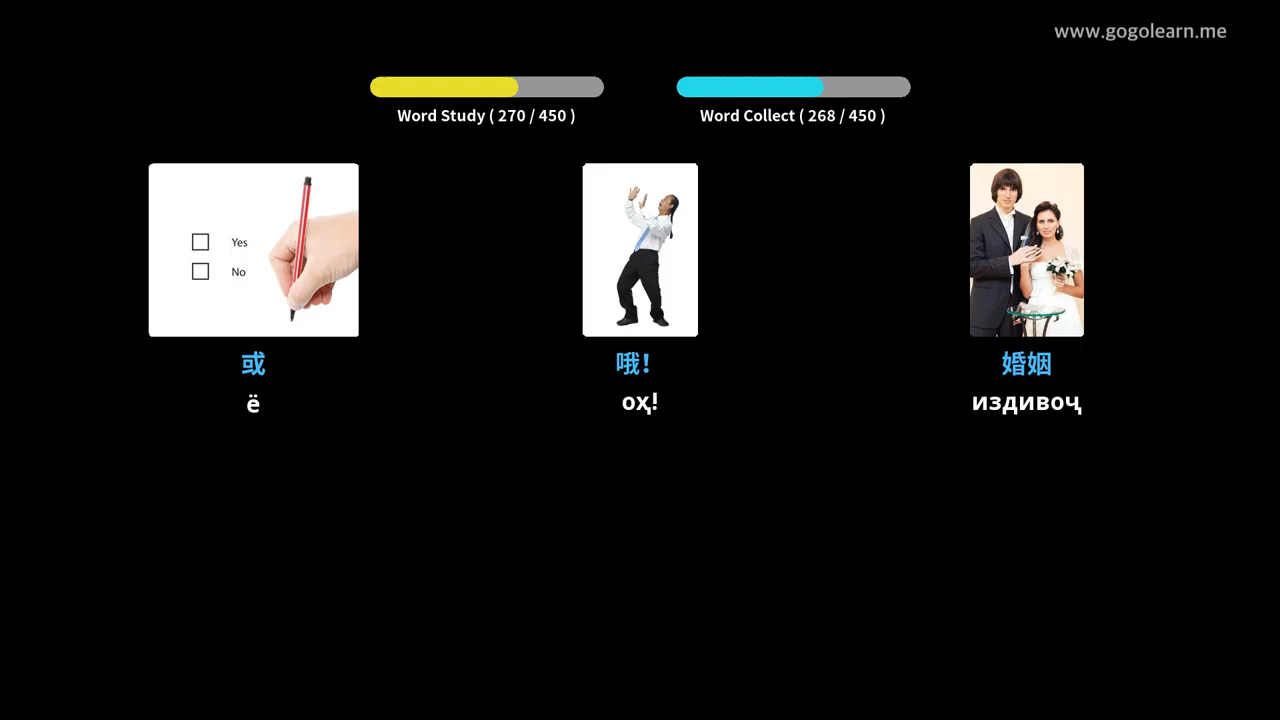 www.gogolearn.me
Word Study ( 270 / 450 )
Word Collect ( 268 / 450 )
Yes
No
或
哦!
婚姻
ё
оҳ!
издивоҷ